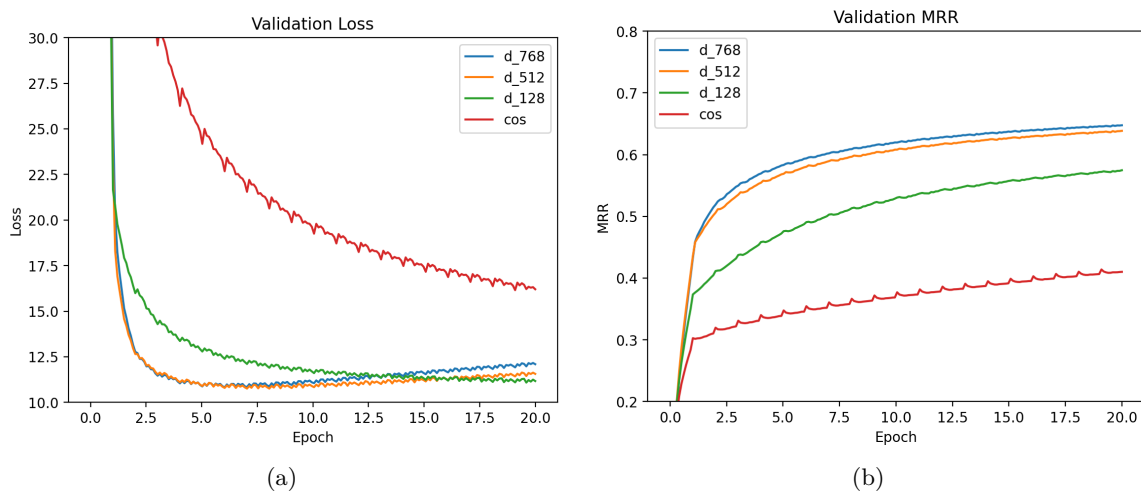 Validation Loss
30.0
27.5
25.0
22.5
20.0
17.5
15.0
12.5
10.0
Loss
0.0 2.5 5.0 7.5 10.0 12.5 15.0 17.5 20.0
Epoch
d_768
d_512
d_128
cos
(a)
Validation MRR
0.8
0.7
0.6
0.5
0.4
0.3
0.2
MRR
0.0 2.5 5.0 7.5 10.0 12.5 15.0 17.5 20.0
Epoch
d_768
d_512
d_128
cos
(b)